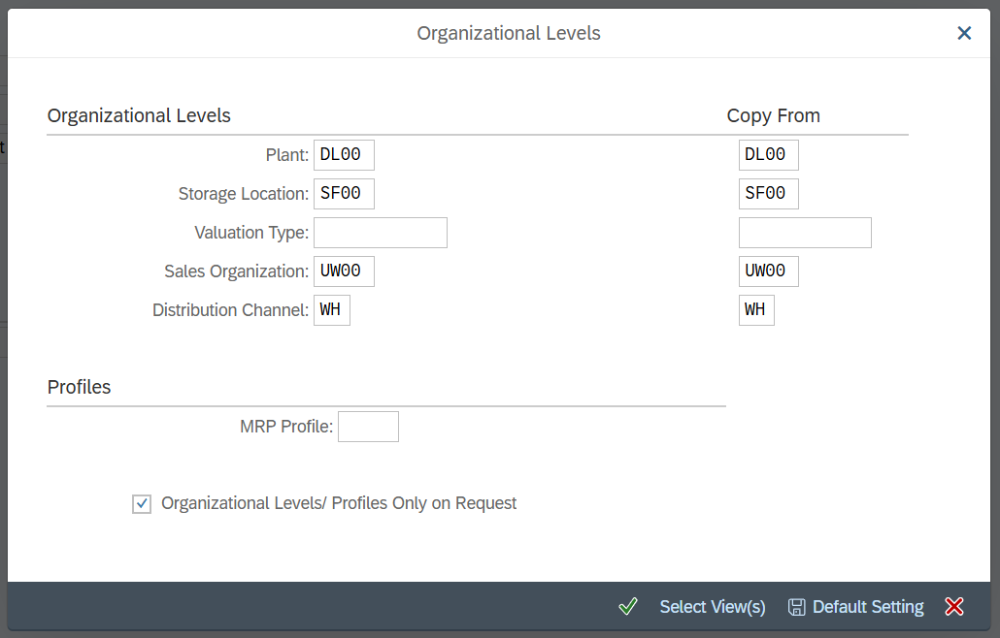 Organizational Levels
Organizational Levels Copy From
Plant: DL00 DL00
Storage Location: SF00 SF00
Valuation Type:
Sales Organization: UW00 UW00
Distribution Channel: WH WH
Profiles
MRP Profile:
Organizational Levels/ Profiles Only on Request
Select View(s) Default Setting